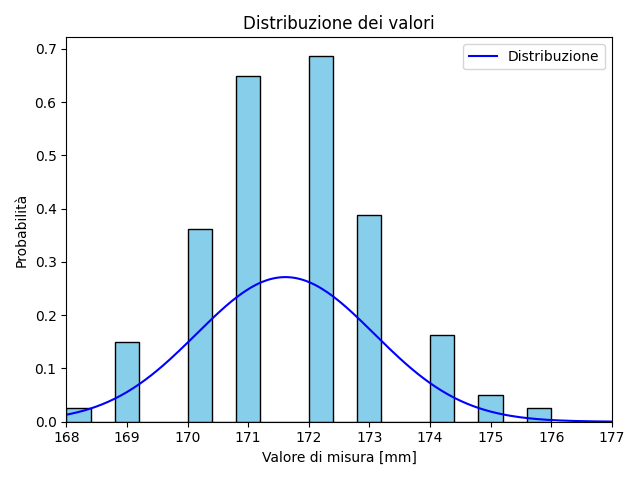 Distribuzione dei valori
Distribuzione
Probabilità
0.7
0.6
0.5
0.4
0.3
0.2
0.1
0.0
168 169 170 171 172 173 174 175 176 177
Valore di misura [mm]